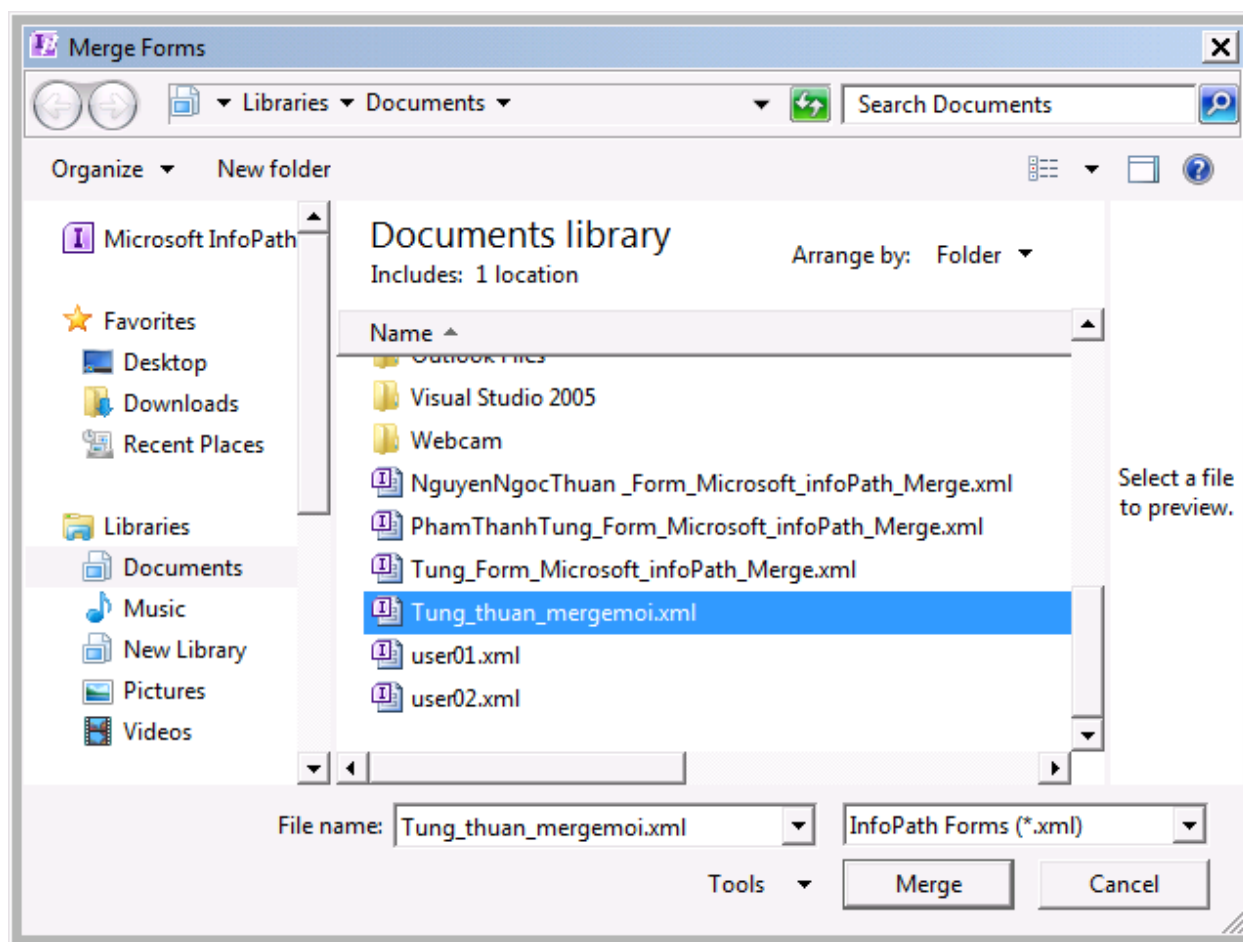 Merge Forms
Libraries Documents Search Documents
Organize New folder
Microsoft InfoPath
Documents library
Includes: 1 location
Arrange by: Folder
Favorites
Desktop
Downloads
Recent Places
Libraries
Documents
Music
New Library
Pictures
Videos
Name
Outlook Files
Visual Studio 2005
Webcam
NguyenNgocThuan _Form_Microsoft_infoPath_Merge.xml
PhamThanhTung_Form_Microsoft_infoPath_Merge.xml
Tung_Form_Microsoft_infoPath_Merge.xml
Tung_thuan_mergemoi.xml
user01.xml
user02.xml
Select a file
to preview.
File name: Tung_thuan_mergemoi.xml InfoPath Forms (*.xml)
Tools Merge Cancel